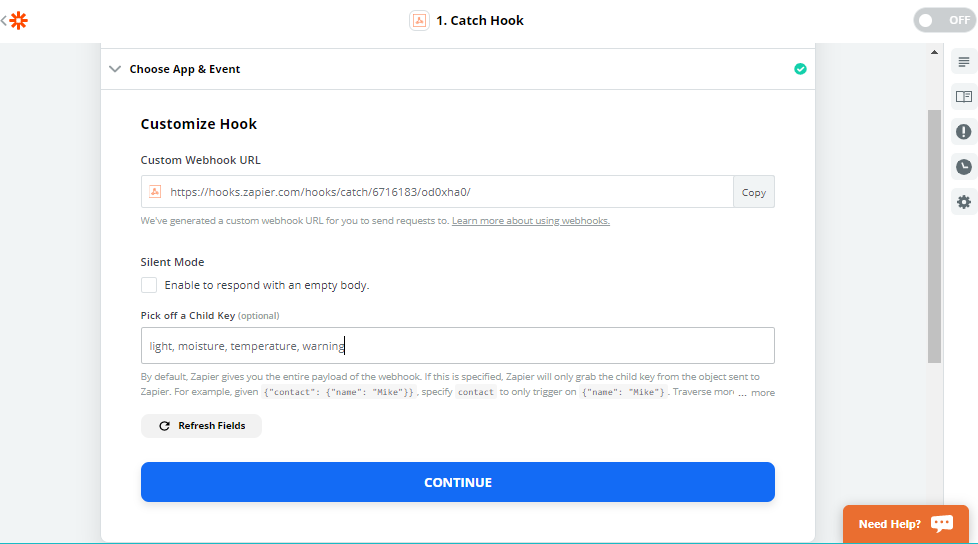 1. Catch Hook
OFF
Choose App & Event
Customize Hook
Custom Webhook URL
https://hooks.zapier.com/hooks/catch/6716183/od0xha0/
Copy
We've generated a custom webhook URL for you to send requests to. Learn more about using webhooks.
Silent Mode
Enable to respond with an empty body.
Pick off a Child Key (optional)
light, moisture, temperature, warning
By default, Zapier gives you the entire payload of the webhook. If this is specified, Zapier will only grab the child key from the object sent to
Zapier. For example, given {"contact": {"name": "Mike"}} , specify contact to only trigger on {"name": "Mike"} . Traverse more ... more
Refresh Fields
CONTINUE
Need Help?